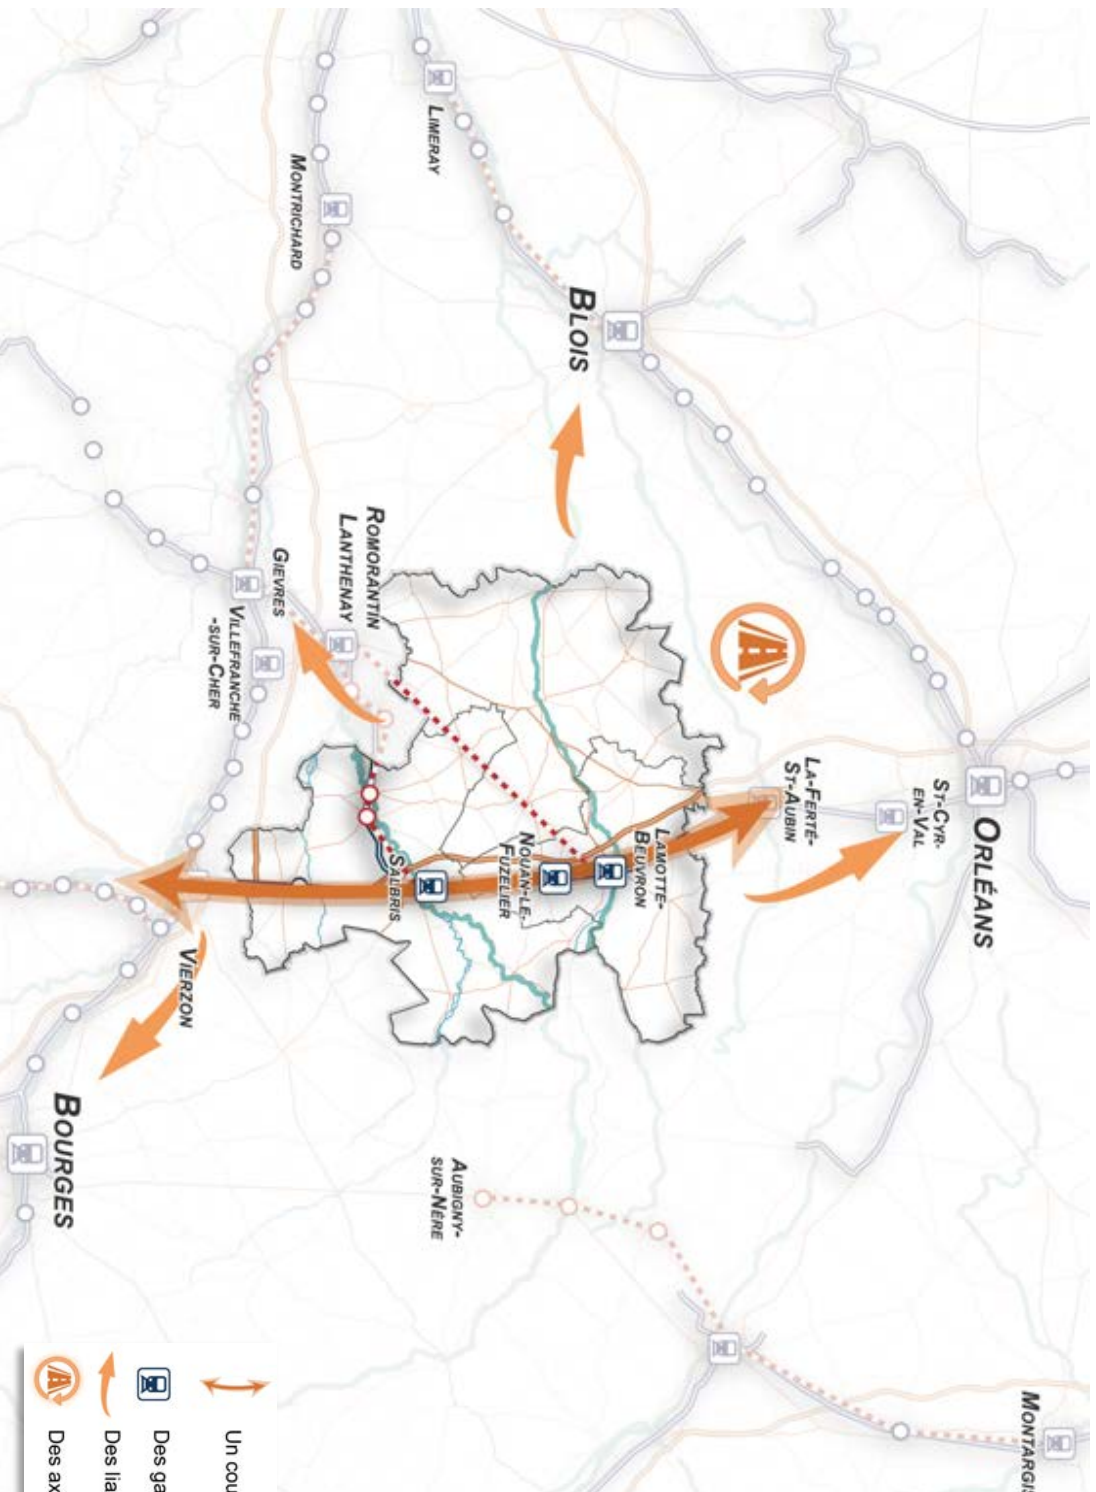 ORLÉANS
MONTARGIS
ST-CYR-
EN-VAL
LA-FERTÉ-
ST-AUBIN
LAMOTTE-
BEUVRON
BLOIS
NOUAN-LE-
FUZELIER
LIMERAY
AUBIGNY-
SUR-NÈRE
SALBRIS
ROMORANTIN
LANTHENAY
MONTRICHARD
GIEVRES
VILLEFRANCHE
-SUR-CHER
VIERZON
BOURGES
Un cou
Des ga
Des lia
Des ax